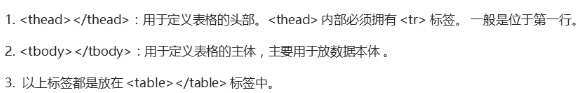 1. <thead></thead>：用于定义表格的头部。<thead> 内部必须拥有 <tr> 标签。 一般是位于第一行。
2. <tbody></tbody>：用于定义表格的主体，主要用于放数据本体 。
3. 以上标签都是放在 <table></table> 标签中。